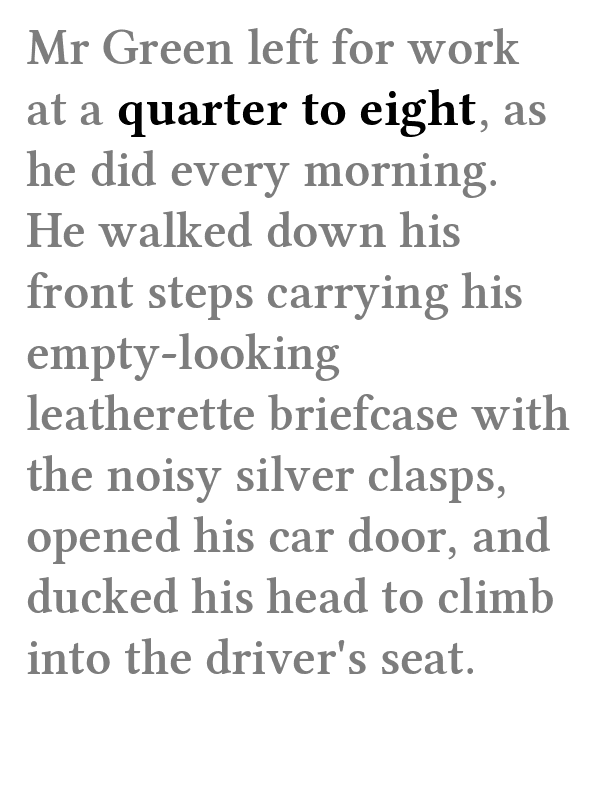 Mr Green left for work
at a quarter to eight, as
he did every morning.
He walked down his
front steps carrying his
empty-looking
leatherette briefcase with
the noisy silver clasps,
opened his car door, and
ducked his head to climb
into the driver's seat.